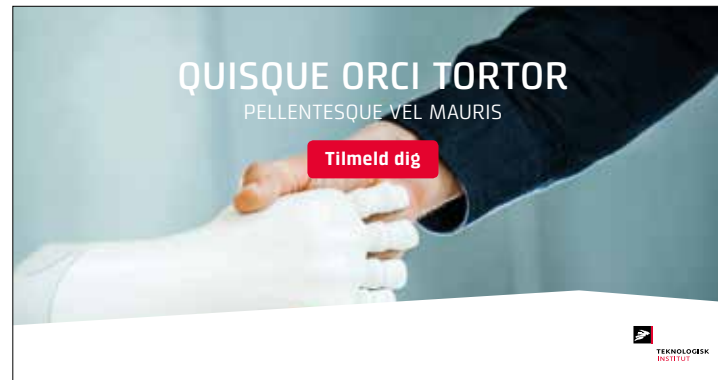 QUISQUE ORCI TORTOR
PELLENTESQUE VEL MAURIS
Tilmeld dig
TEKNOLOGISK
INSTITUT